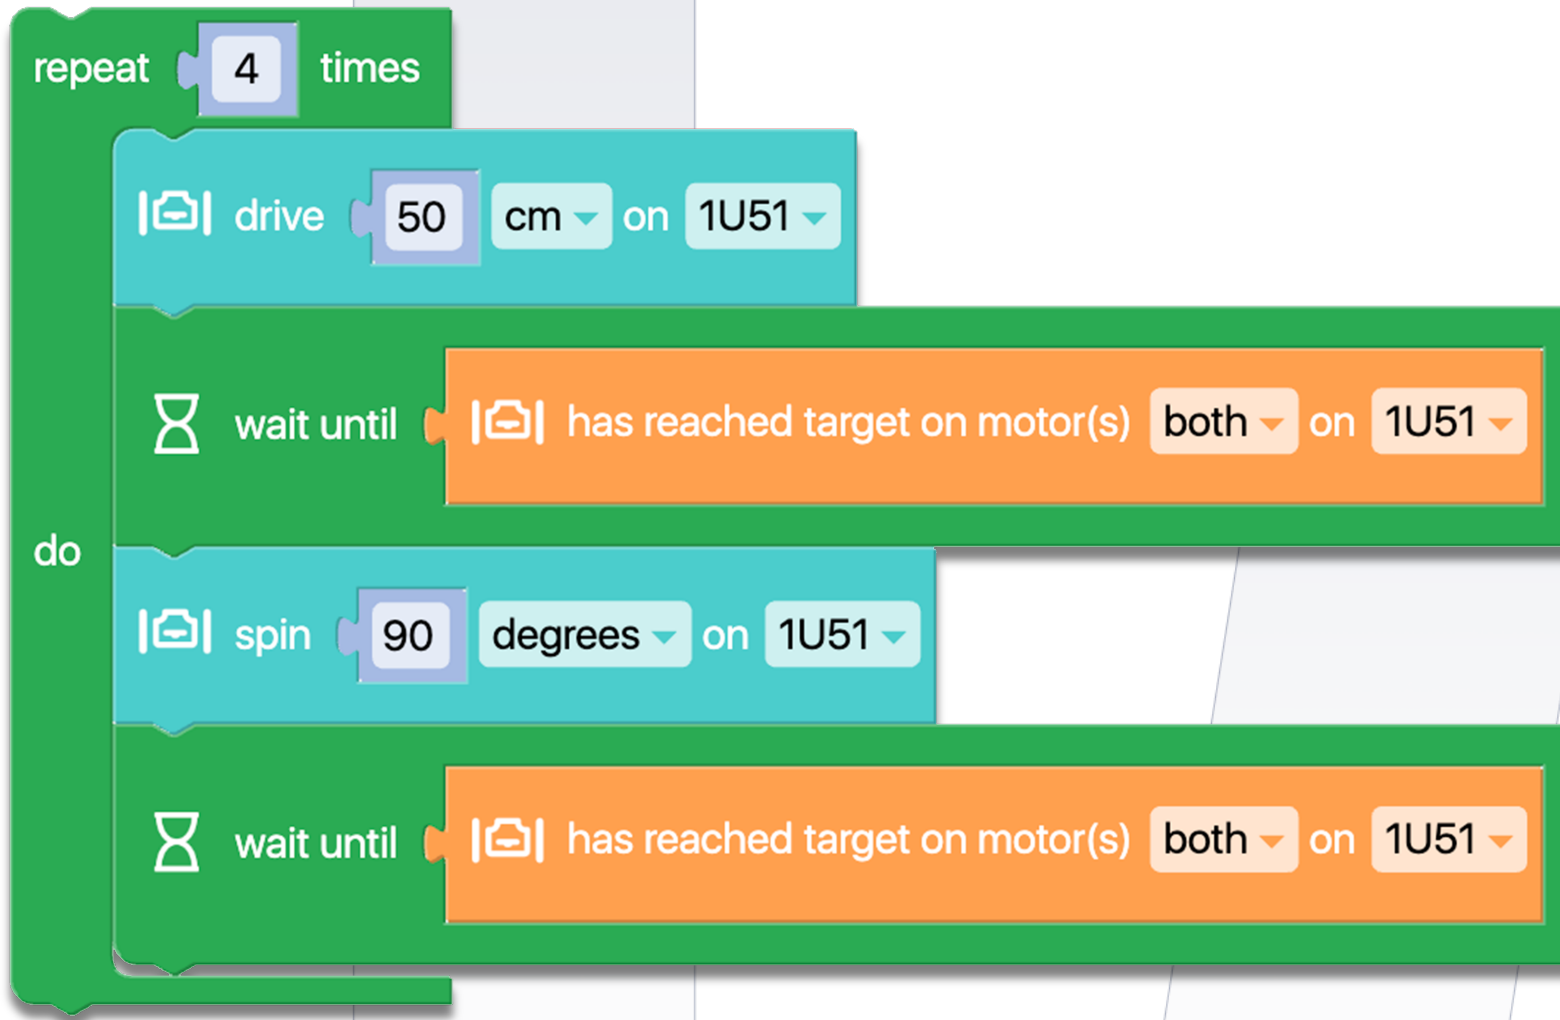 repeat 4 times
drive 50 cm on 1U51
wait until has reached target on motor(s) both on 1U51
do
spin 90 degrees on 1U51
wait until has reached target on motor(s) both on 1U51